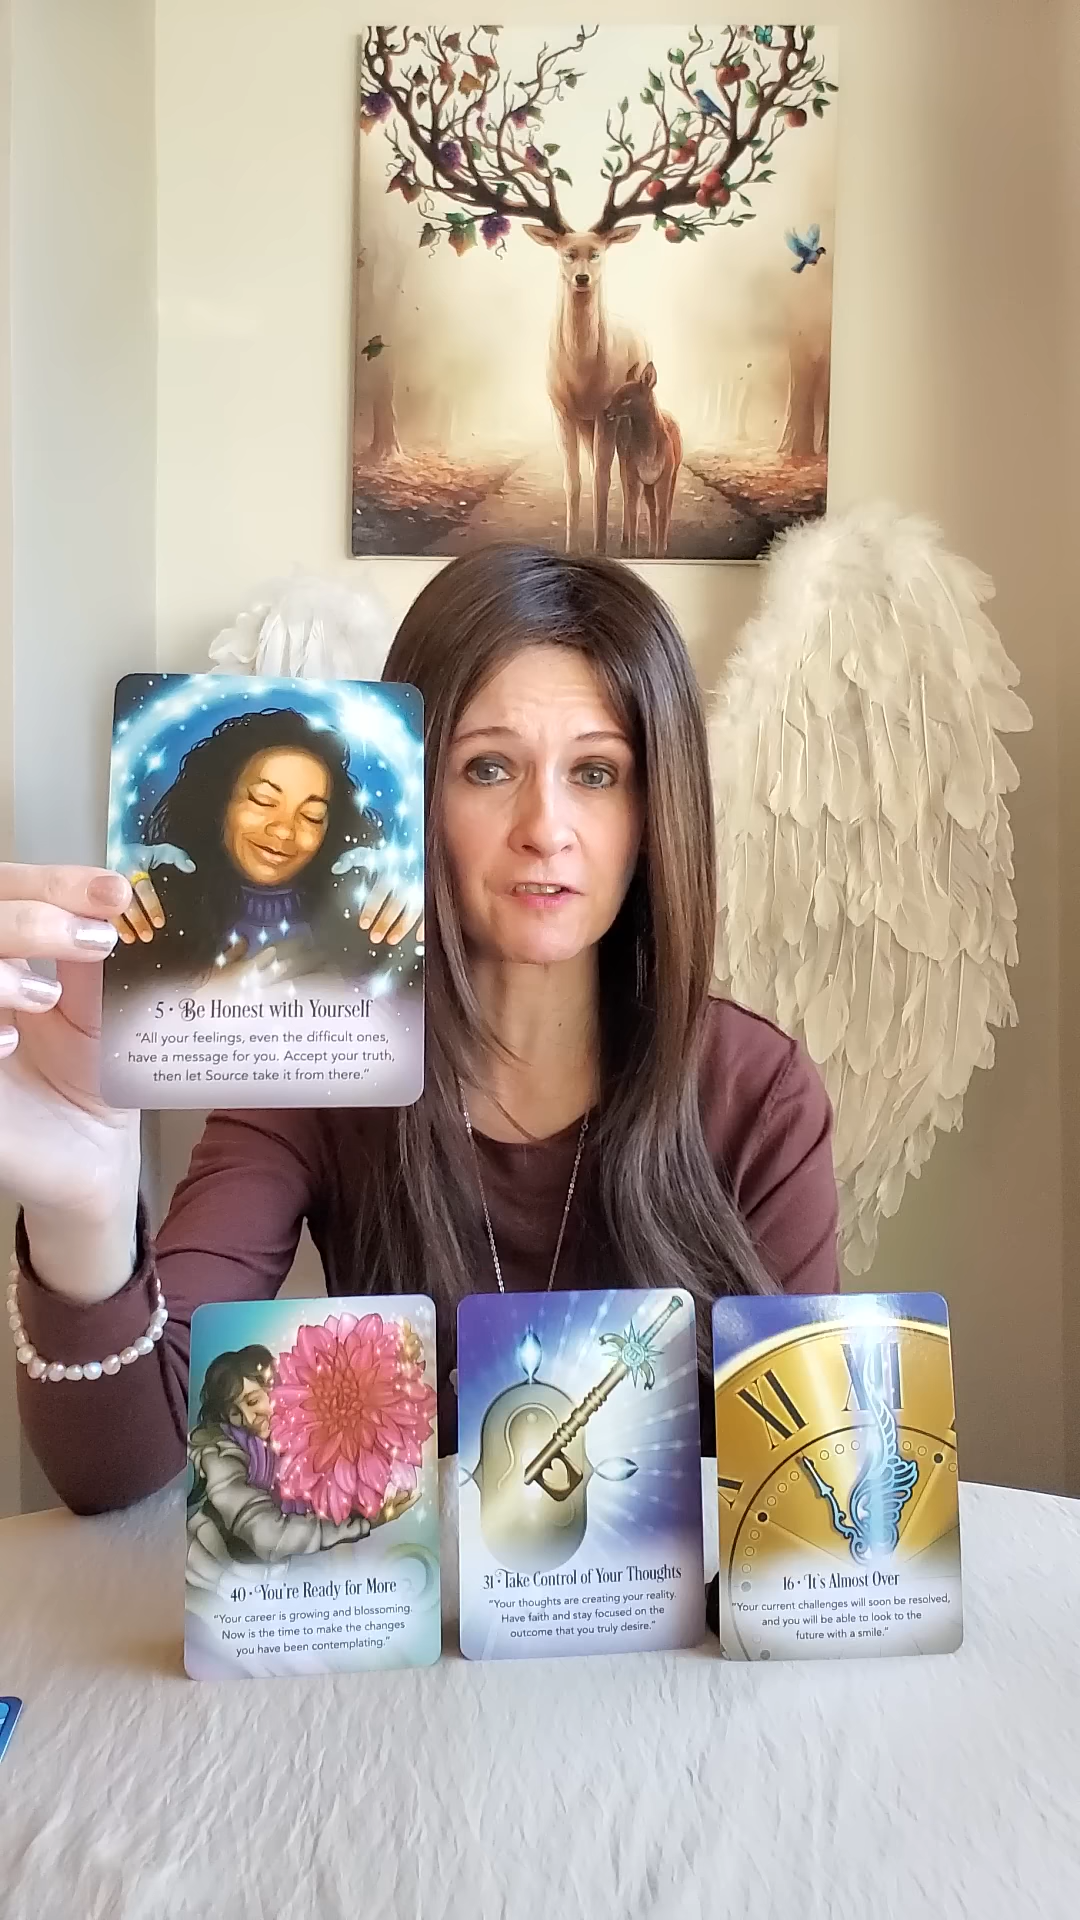 5 • Be Honest with Yourself
"All your feelings, even the difficult ones,
have a message for you. Accept your truth,
then let Source take it from there."
40 • You're Ready for More
"Your career is growing and blossoming.
Now is the time to make the changes
you have been contemplating."
31 • Take Control of Your Thoughts
"Your thoughts are creating your reality.
Have faith and stay focused on the
outcome that you truly desire."
XI XII
X
16 • It's Almost Over
"Your current challenges will soon be resolved,
and you will be able to look to the
future with a smile."